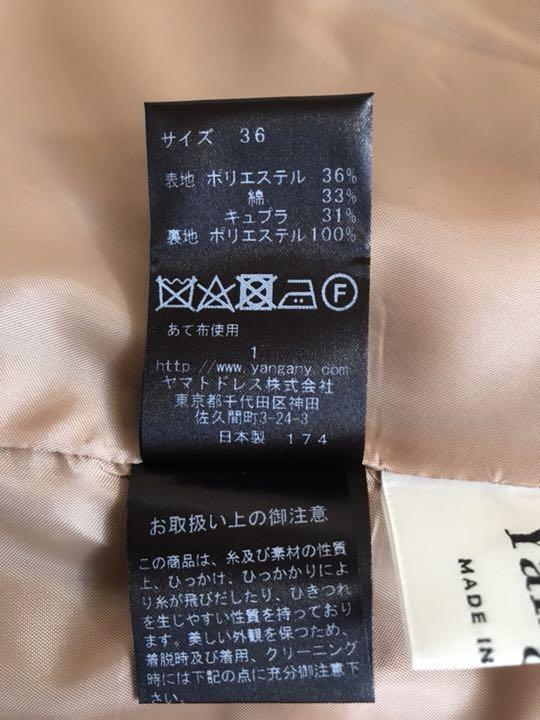 サイズ 36
表地 ポリエステル 36%
綿 33%
キュプラ 31%
裏地 ポリエステル 100%
F
あて布使用
1
http://www.yangany.com
ヤマトドレス株式会社
東京都千代田区神田
佐久間町3-24-3
日本製 174
お取扱い上の御注意
この商品は、糸及び素材の性質
上、ひっかけ、ひっかかりによ
り糸が飛びだしたり、ひきつれ
を生じやすい性質を持っており
ます。美しい外観を保つため、
着脱時及び着用、クリーニング
時には下記の点に充分御注意下
さい。
MADE IN